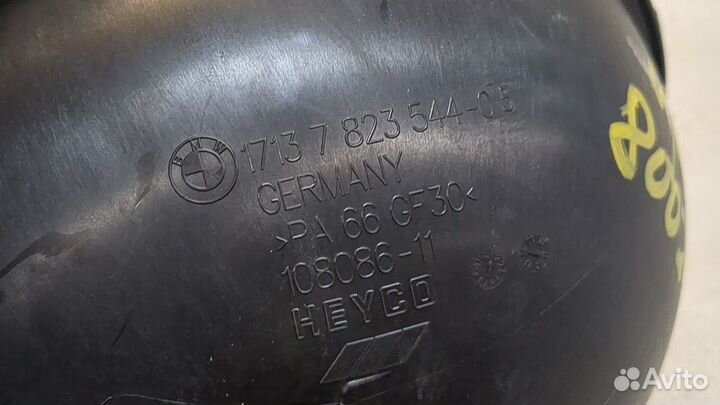 BMW
1713 7 823 544-05
GERMANY
>PA 66 GF30<
108086-11
HEYCO
Avito